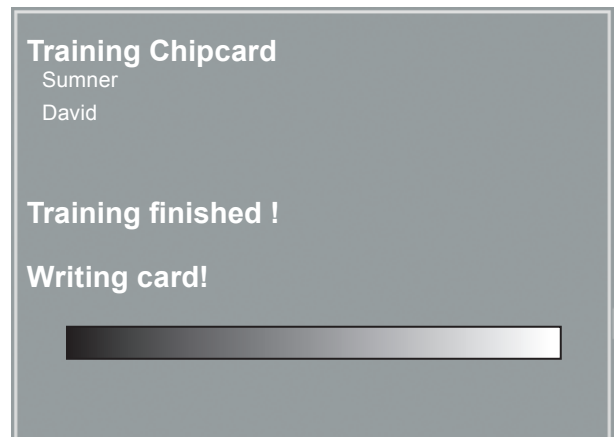 Training Chipcard
Sumner
David
Training finished !
Writing card!